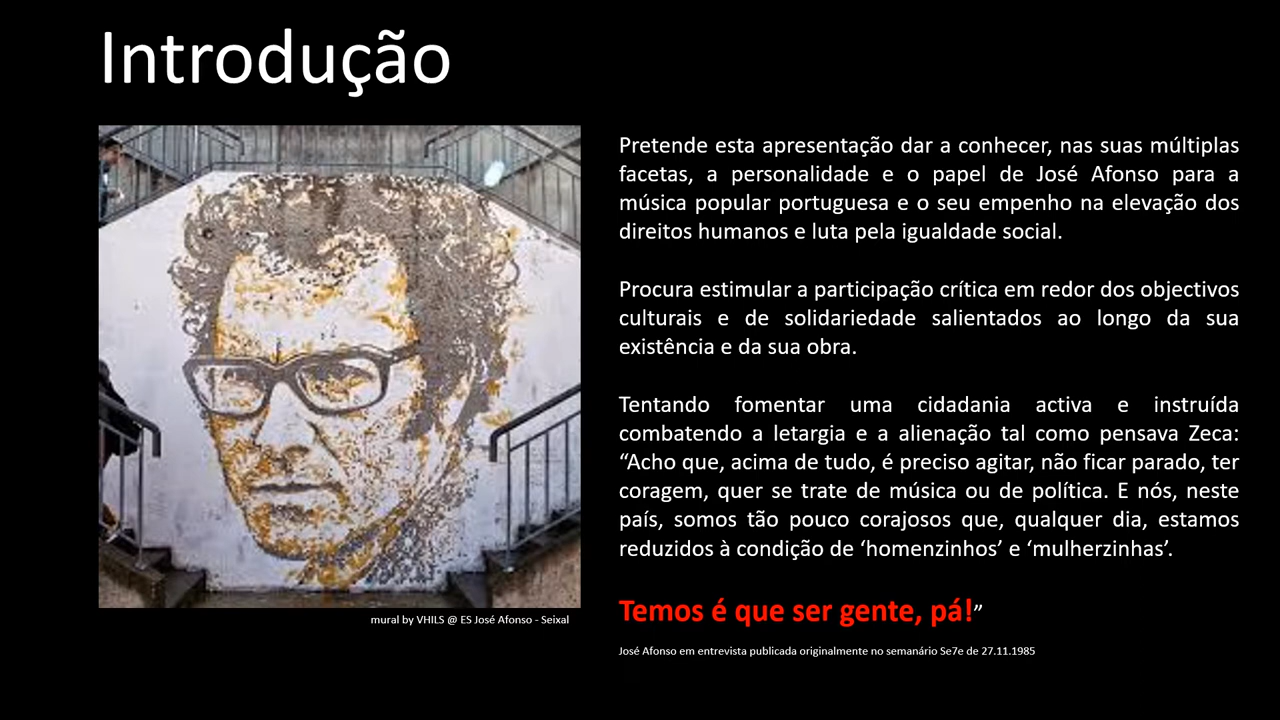 Introdução
Pretende esta apresentação dar a conhecer, nas suas múltiplas
facetas, a personalidade e o papel de José Afonso para a
música popular portuguesa e o seu empenho na elevação dos
direitos humanos e luta pela igualdade social.
Procura estimular a participação crítica em redor dos objectivos
culturais e de solidariedade salientados ao longo da sua
existência e da sua obra.
Tentando fomentar uma cidadania activa e instruída
combatendo a letargia e a alienação tal como pensava Zeca:
“Acho que, acima de tudo, é preciso agitar, não ficar parado, ter
coragem, quer se trate de música ou de política. E nós, neste
país, somos tão pouco corajosos que, qualquer dia, estamos
reduzidos à condição de ‘homenzinhos’ e ‘mulherzinhas’.
Temos é que ser gente, pá!”
José Afonso em entrevista publicada originalmente no semanário Se7e de 27.11.1985
mural by VHILS @ ES José Afonso - Seixal